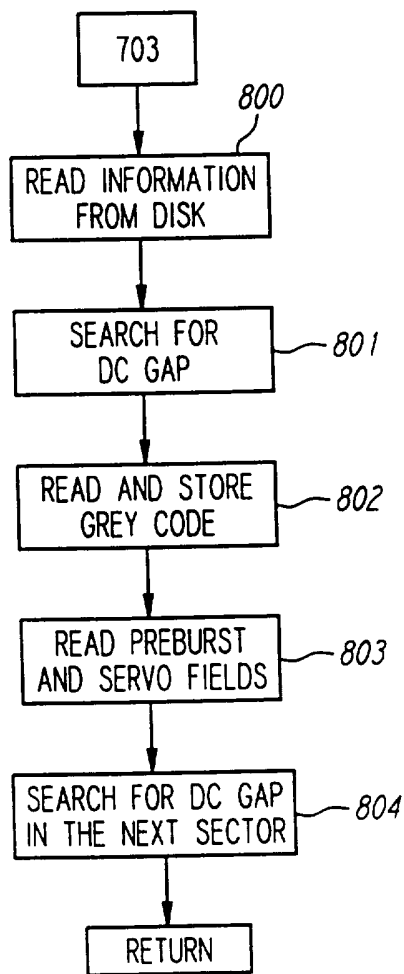 703
800
READ INFORMATION
FROM DISK
SEARCH FOR
DC GAP
801
READ AND STORE
GREY CODE
802
READ PREBURST
AND SERVO FIELDS
803
SEARCH FOR DC GAP
IN THE NEXT SECTOR
804
RETURN